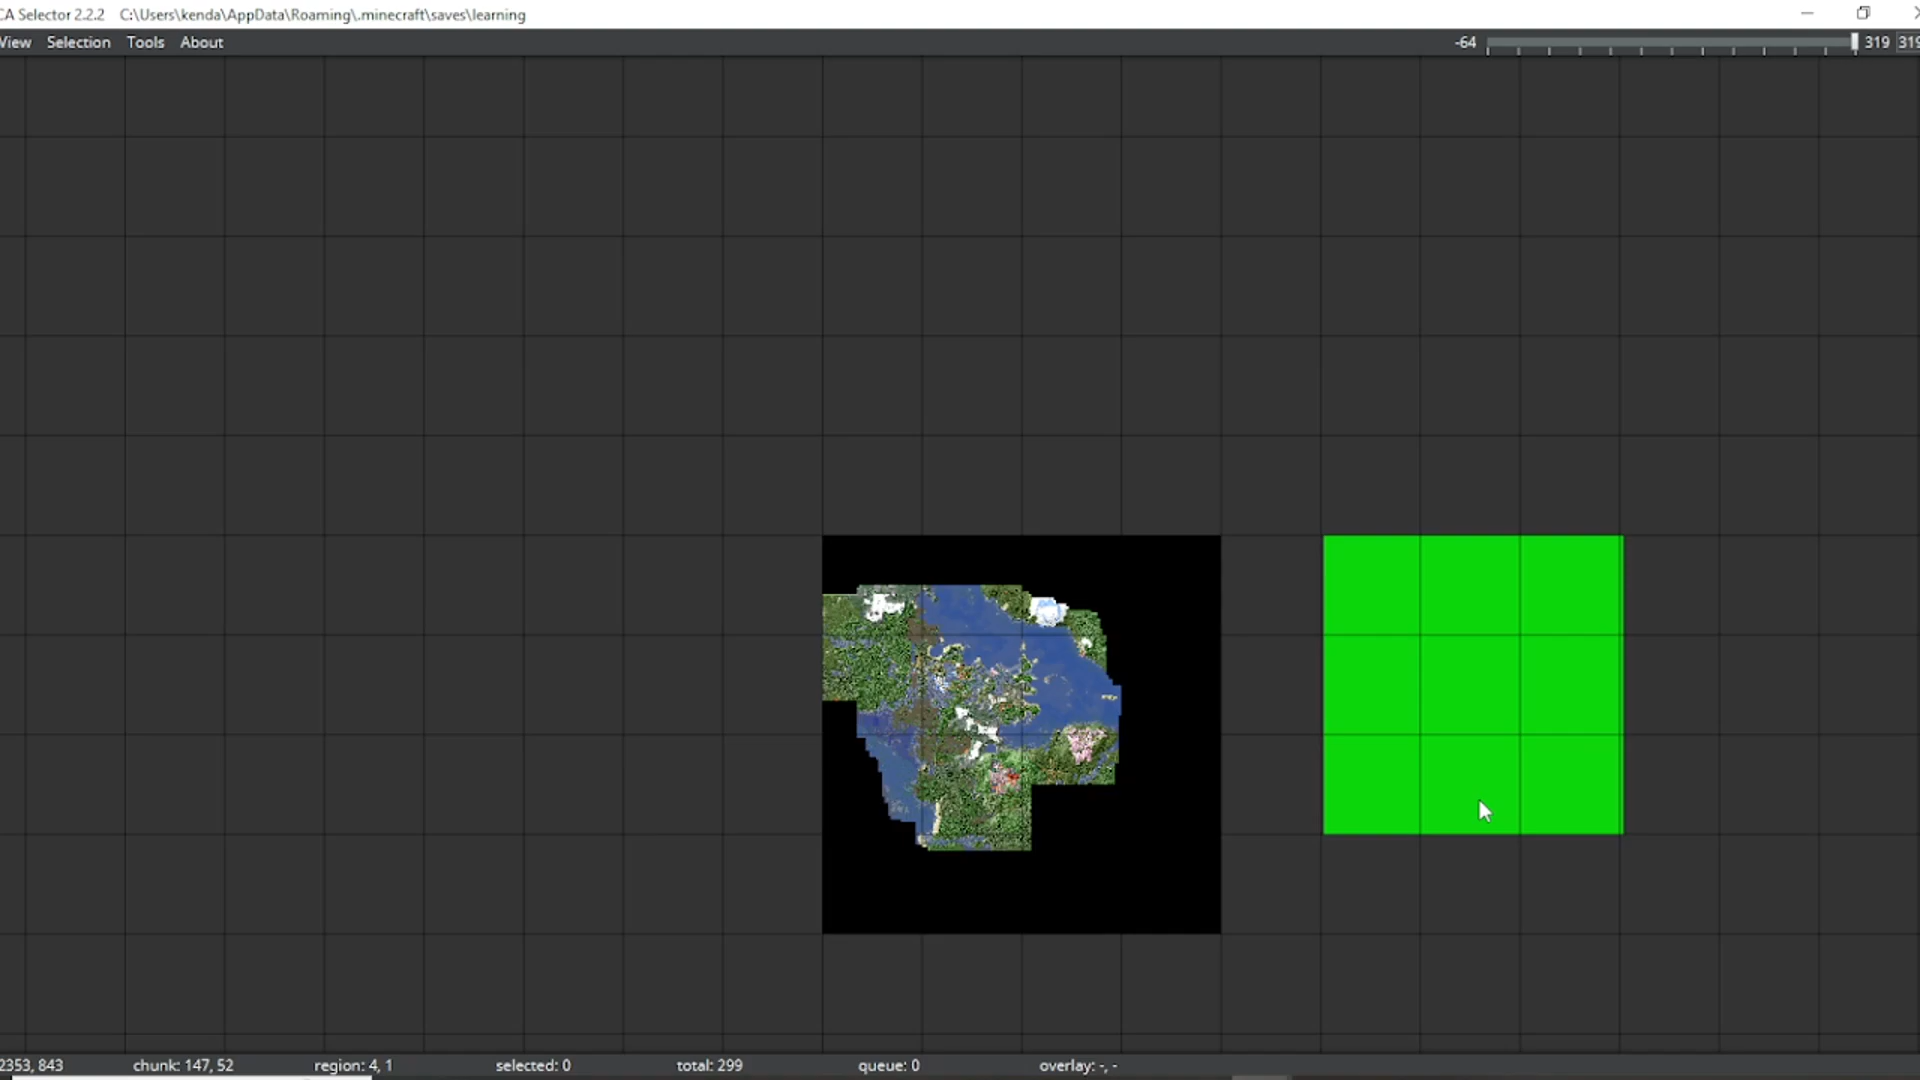 CA Selector 2.2.2 C:\Users\kenda\AppData\Roaming\.minecraft\saves\learning
View Selection Tools About -64 319 319
2353, 843 chunk: 147, 52 region: 4, 1 selected: 0 total: 299 queue: 0 overlay: -, -